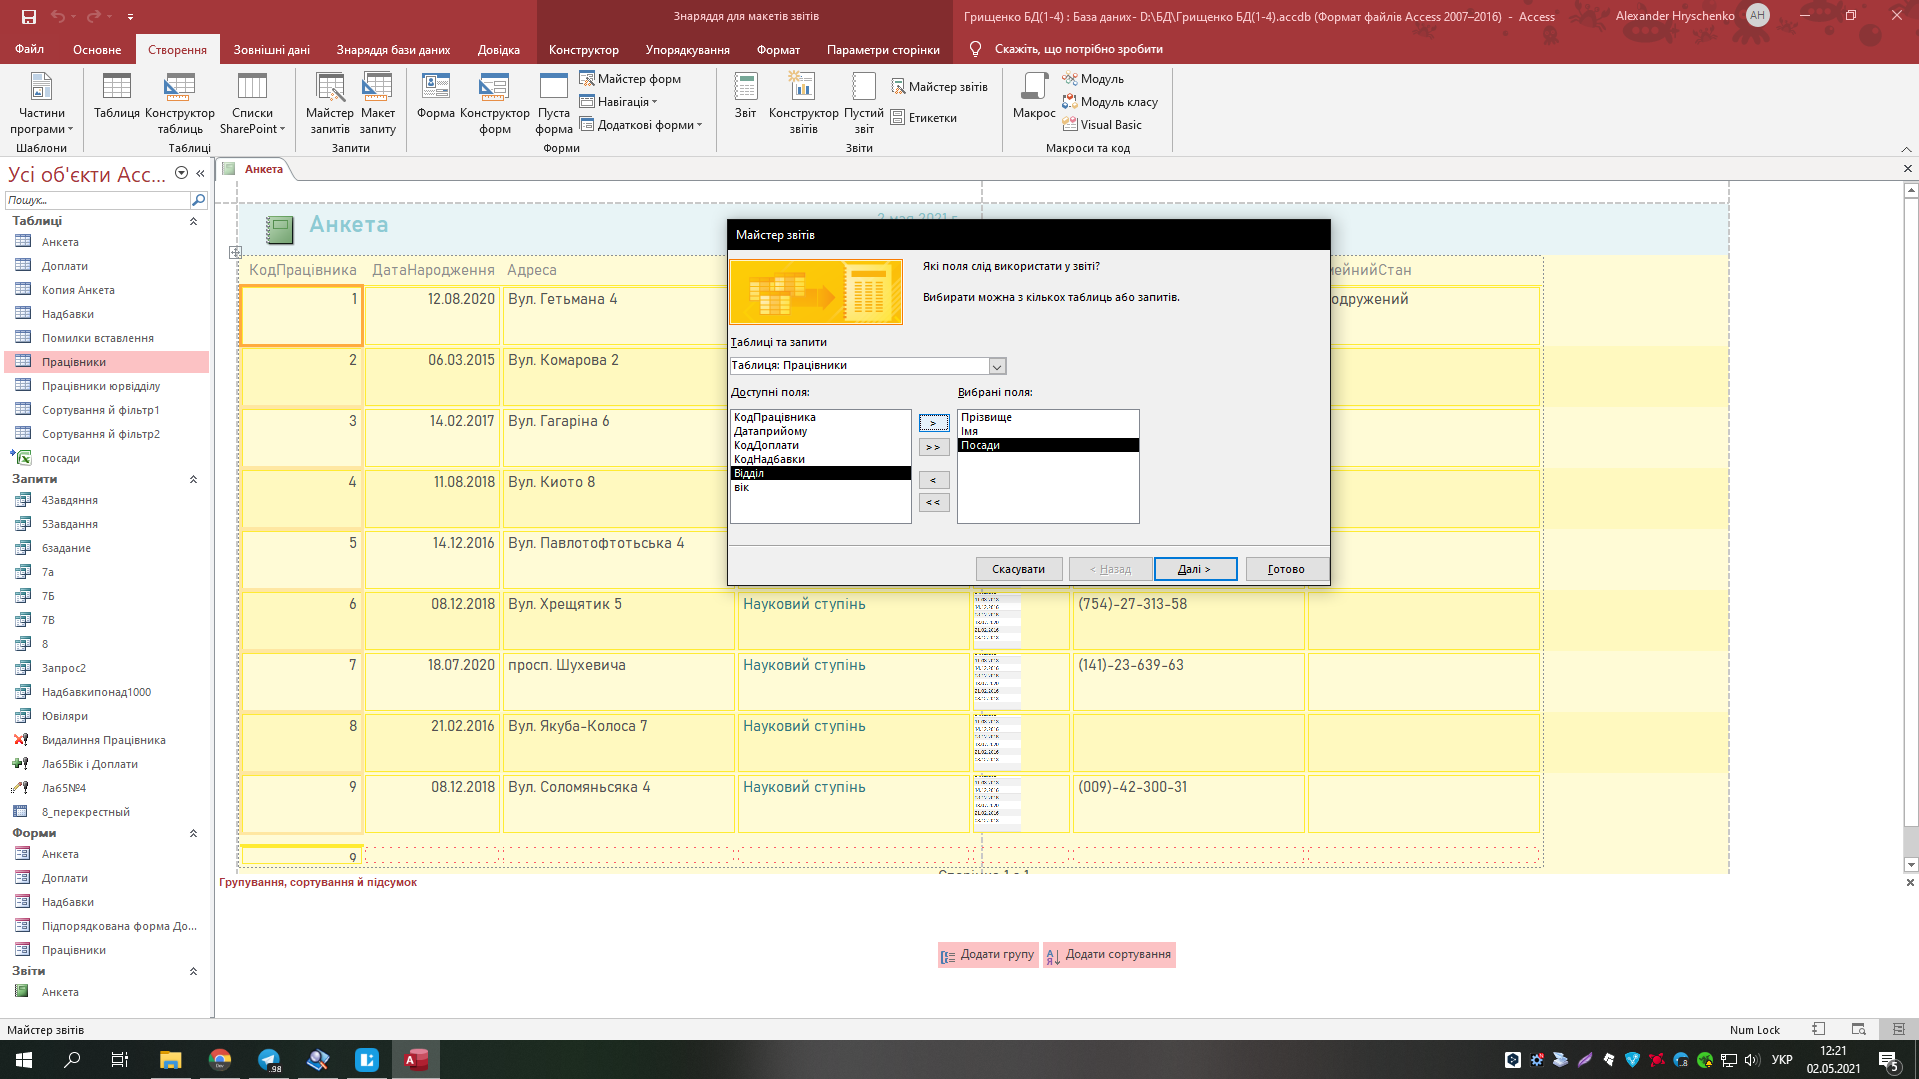 Знаряддя для макетів звітів
Грищенко БД(1-4) : База даних- D:\БД\Грищенко БД(1-4).accdb (Формат файлів Access 2007–2016) - Access
Alexander Hryschenko AH
Файл Основне Створення Зовнішні дані Знаряддя бази даних Довідка Конструктор Упорядкування Формат Параметри сторінки Скажіть, що потрібно зробити
Частини програми
Таблиця
Конструктор таблиць
Списки SharePoint
Майстер запитів
Макет запиту
Форма
Конструктор форм
Пуста форма
Майстер форм
Навігація
Додаткові форми
Звіт
Конструктор звітів
Пустий звіт
Майстер звітів
Етикетки
Макрос
Модуль
Модуль класу
Visual Basic
Шаблони Таблиці Запити Форми Звіти Макроси та код
Усі об'єкти Acc...
Пошук...
Таблиці
Анкета
Доплати
Копия Анкета
Надбавки
Помилки вставлення
Працівники
Працівники юрвідділу
Сортування й фільтр1
Сортування й фільтр2
посади
Запити
4Завдяння
5Завдання
6задание
7а
7Б
7В
8
Запрос2
Надбавкипонад1000
Ювіляри
Видалиння Працівника
Ла65Вік і Доплати
Ла65№4
8_перекрестный
Форми
Анкета
Доплати
Надбавки
Підпорядкована форма До...
Працівники
Звіти
Анкета
Анкета
Анкета
КодПрацівника ДатаНародження Адреса
1 12.08.2020 Вул. Гетьмана 4
2 06.03.2015 Вул. Комарова 2
3 14.02.2017 Вул. Гагаріна 6
4 11.08.2018 Вул. Киото 8
5 14.12.2016 Вул. Павлотофтотьська 4
6 08.12.2018 Вул. Хрещятик 5 Науковий ступінь (754)-27-313-58
7 18.07.2020 просп. Шухевича Науковий ступінь (141)-23-639-63
8 21.02.2016 Вул. Якуба-Колоса 7 Науковий ступінь
9 08.12.2018 Вул. Соломяньсяка 4 Науковий ступінь (009)-42-300-31
9
Майстер звітів
Які поля слід використати у звіті?
Вибирати можна з кількох таблиць або запитів.
Таблиці та запити
Таблиця: Працівники
Доступні поля:
КодПрацівника
Датаприйому
КодДоплати
КодНадбавки
Відділ
вік
>
>>
<
<<
Вибрані поля:
Прізвище
Імя
Посади
Скасувати < Назад Далі > Готово
Групування, сортування й підсумок
Додати групу Додати сортування
Майстер звітів
Num Lock
УКР
12:21
02.05.2021
5